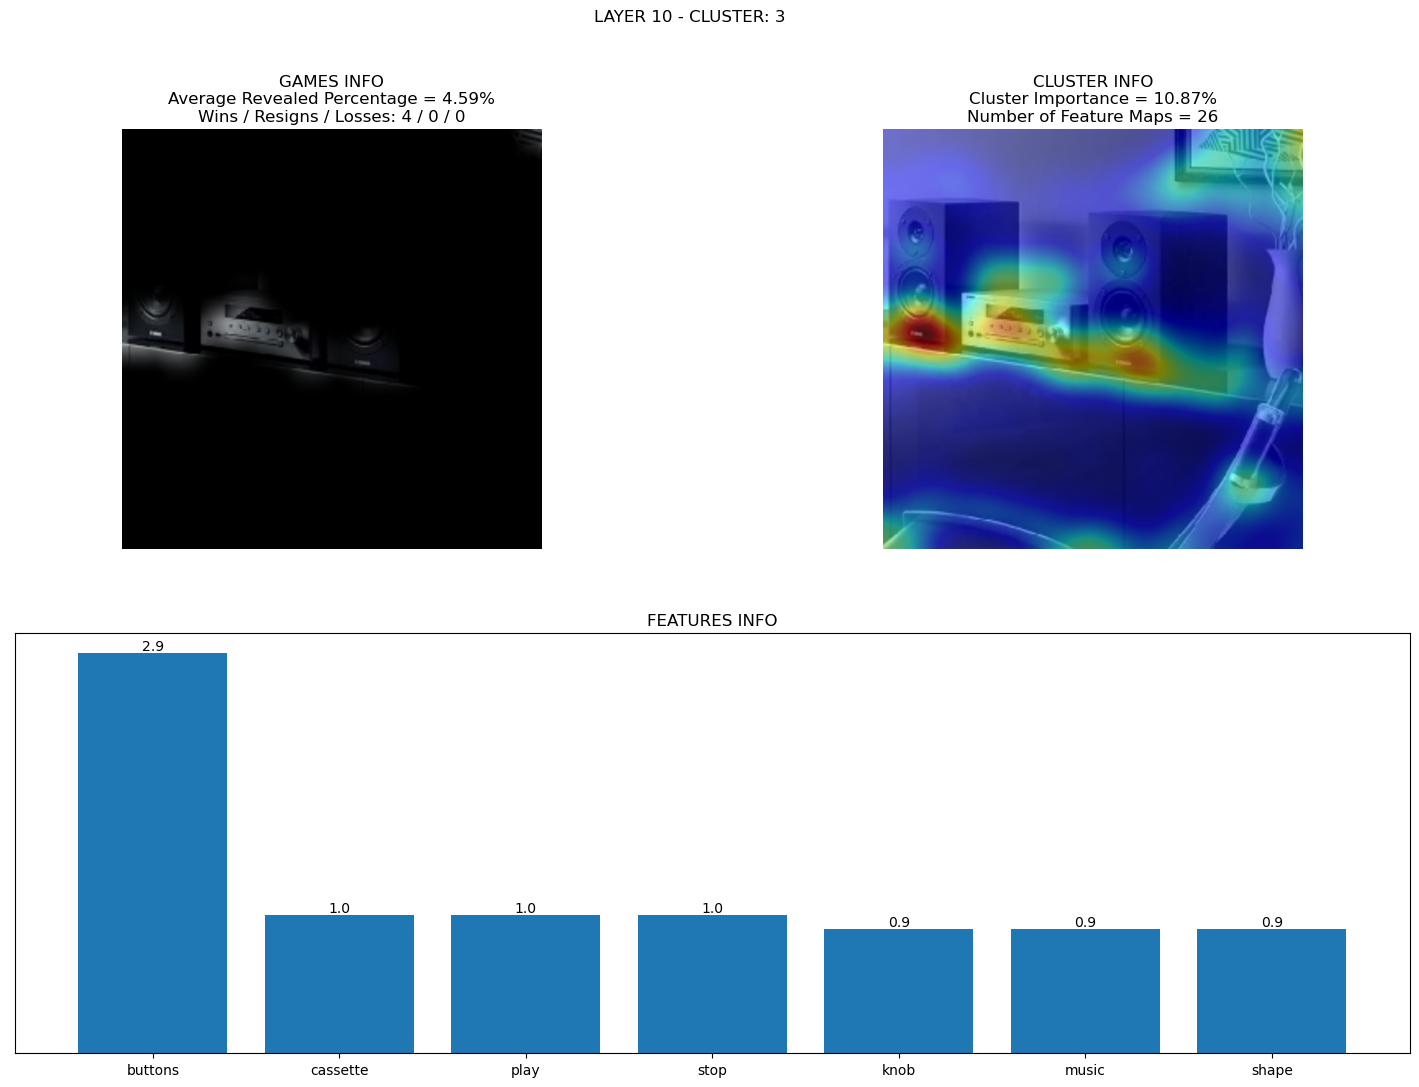 LAYER 10 - CLUSTER: 3
GAMES INFO
Average Revealed Percentage = 4.59%
Wins / Resigns / Losses: 4 / 0 / 0
CLUSTER INFO
Cluster Importance = 10.87%
Number of Feature Maps = 26
FEATURES INFO
2.9
1.0
1.0
1.0
0.9
0.9
0.9
buttons
cassette
play
stop
knob
music
shape